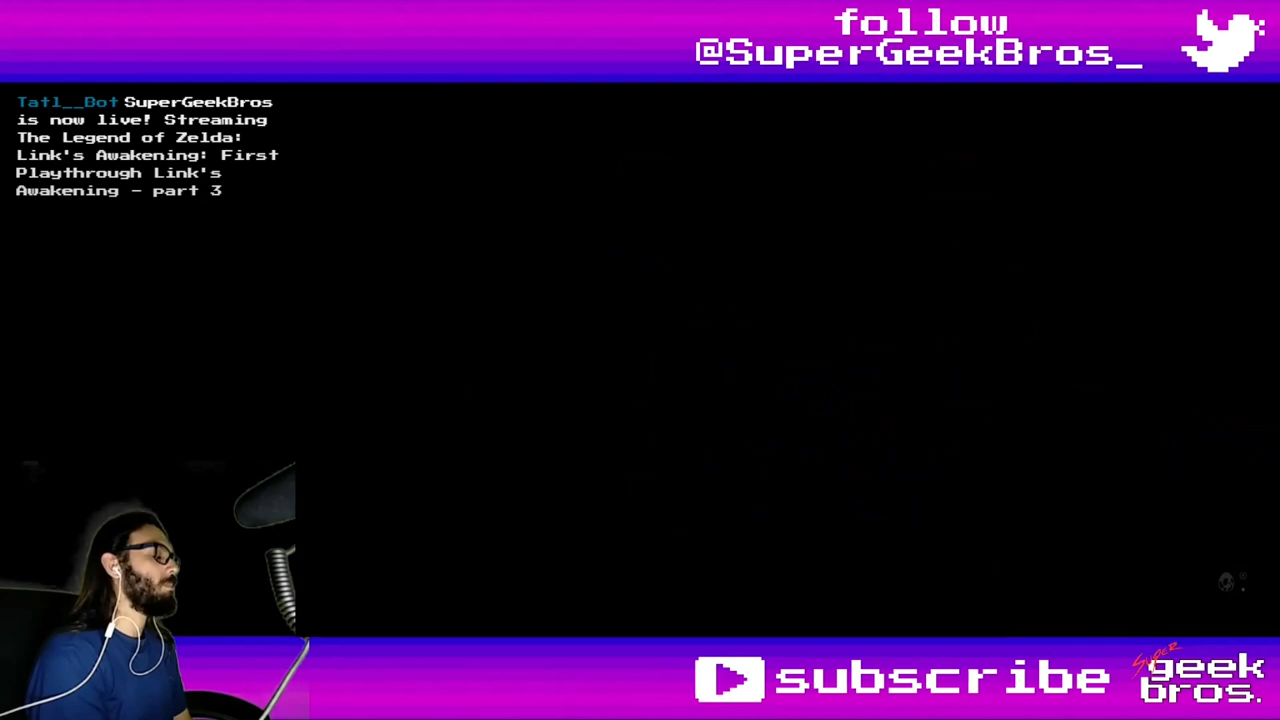 follow
@SuperGeekBros_
Tatl__Bot SuperGeekBros
is now live! Streaming
The Legend of Zelda:
Link's Awakening: First
Playthrough Link's
Awakening - part 3
subscribe
SUPER
geek
bros.